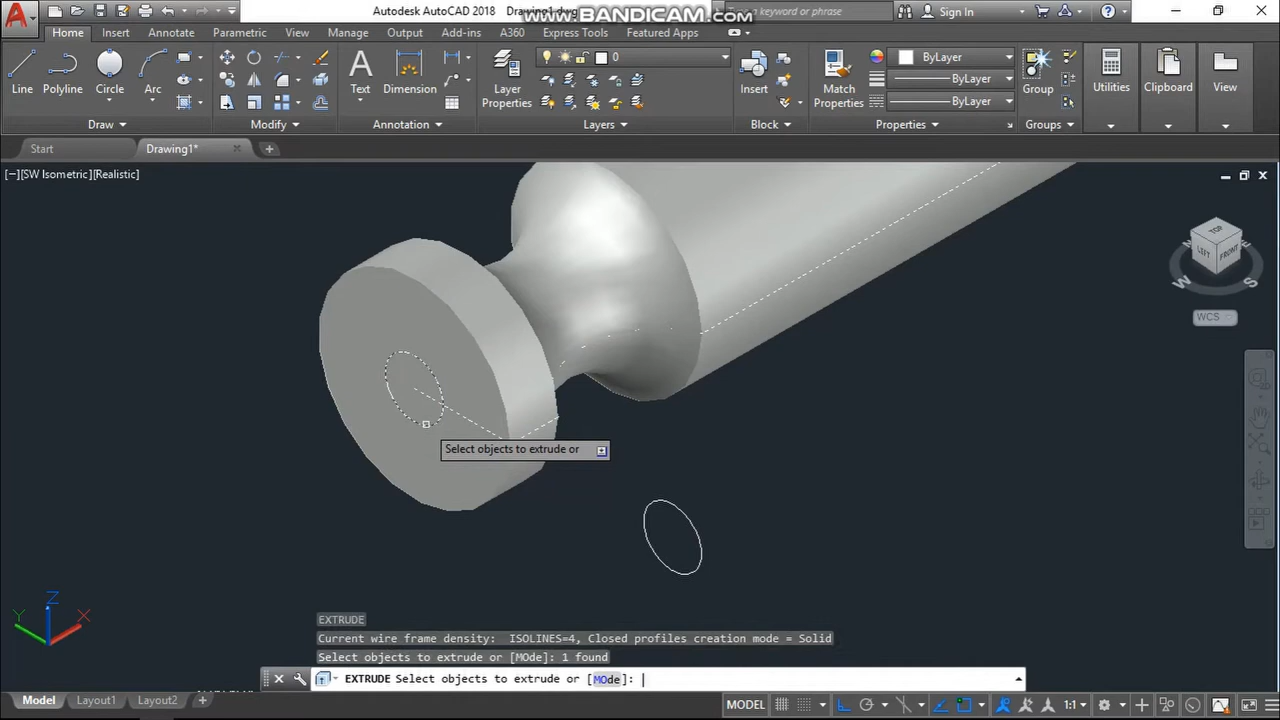 Autodesk AutoCAD 2018 Drawing1.dwg
www.BANDICAM.com
keyword or phrase
Sign In
Home Insert Annotate Parametric View Manage Output Add-ins A360 Express Tools Featured Apps
Line Polyline Circle Arc
Text Dimension
Layer Properties
0
Insert
Match Properties
ByLayer
ByLayer
ByLayer
Group
Utilities
Clipboard
View
Draw Modify Annotation Layers Block Properties Groups
Start Drawing1*
[−][SW Isometric][Realistic]
TOP
LEFT FRONT
W S
WCS
Select objects to extrude or
Z
Y X
EXTRUDE
Current wire frame density: ISOLINES=4, Closed profiles creation mode = Solid
Select objects to extrude or [MOde]: 1 found
EXTRUDE Select objects to extrude or [MOde]:
Model Layout1 Layout2 +
MODEL 1:1